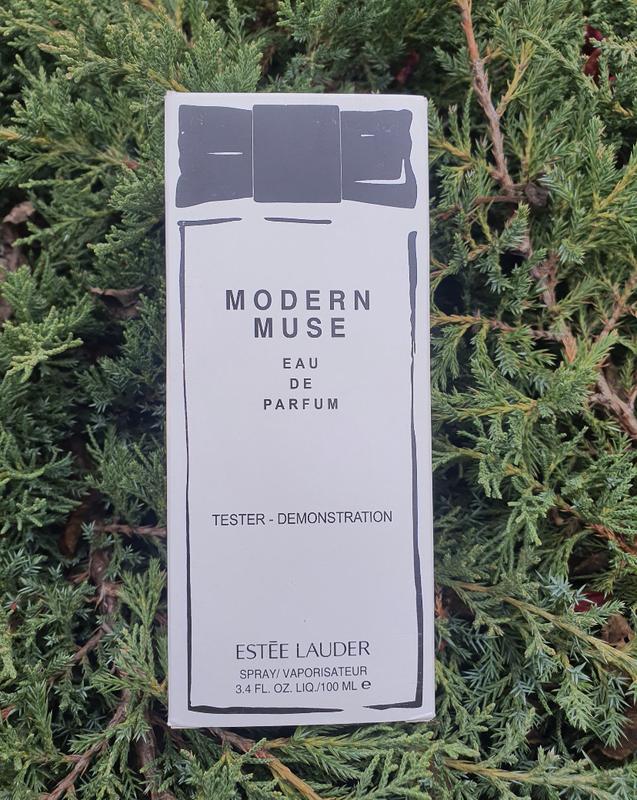 MODERN
MUSE
EAU
DE
PARFUM
TESTER - DEMONSTRATION
ESTĒE LAUDER
SPRAY/ VAPORISATEUR
3.4 FL. OZ. LIQ./100 ML ℮